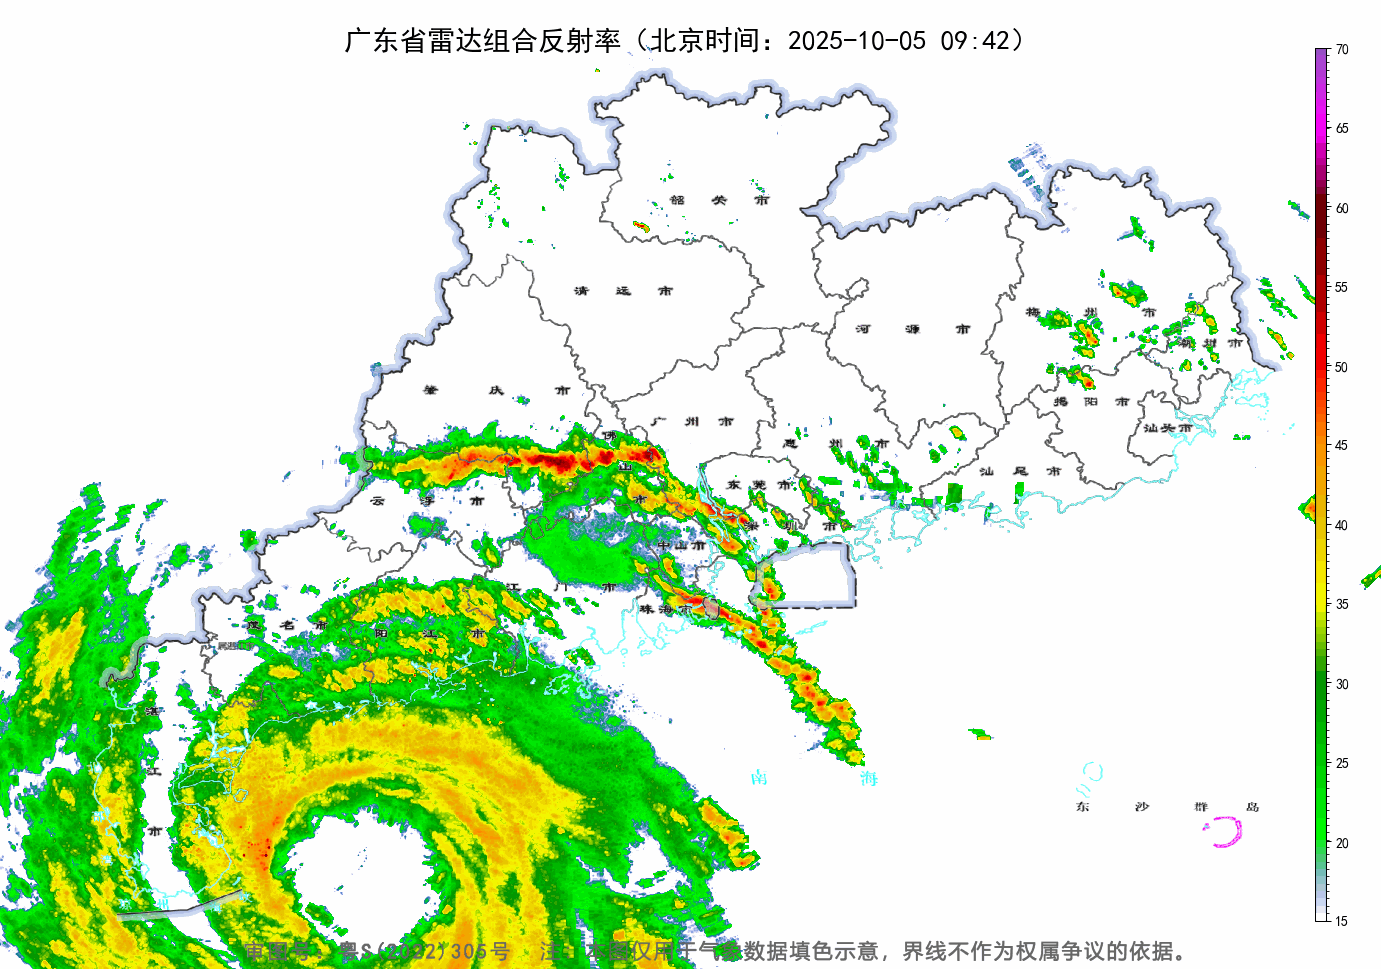 广东省雷达组合反射率（北京时间：2025-10-05 09:42）
70
65
60
55
50
45
40
35
30
25
20
15
韶 关 市
清 远 市
河 源 市
梅 州 市
潮 州 市
肇 庆 市
广 州 市
揭 阳 市
汕头市
佛
山
市
惠 州 市
汕 尾 市
云 浮 市
东 莞 市
深 圳 市
中山市
江 门 市
珠海市
茂 名 市
阳 江 市
湛
江
市
南 海
东 沙 群 岛
审图号：粤S(2022)305号 注：本图仅用于气象数据填色示意，界线不作为权属争议的依据。